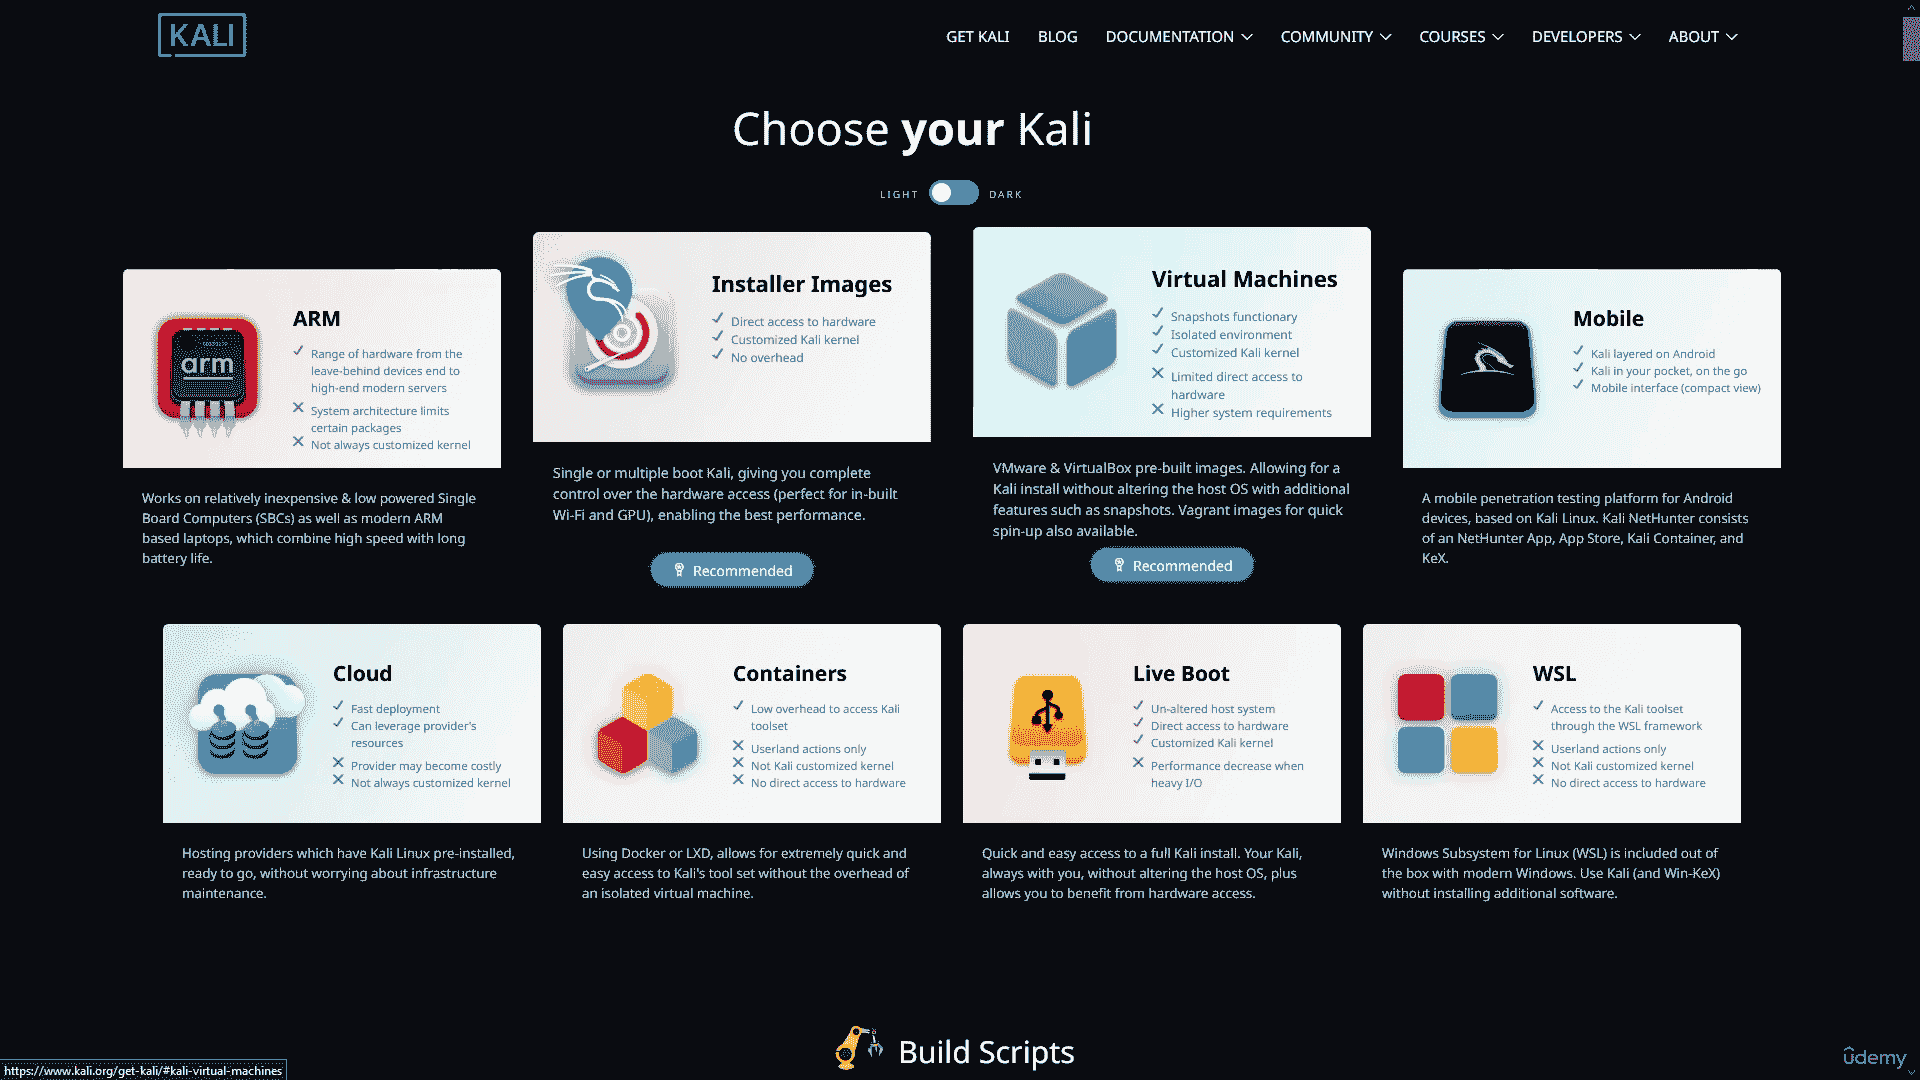 KALI
GET KALI
BLOG
DOCUMENTATION
COMMUNITY
COURSES
DEVELOPERS
ABOUT
Choose your Kali
LIGHT
DARK
arm
ARM
Range of hardware from the
leave-behind devices end to
high-end modern servers
System architecture limits
certain packages
Not always customized kernel
Works on relatively inexpensive & low powered Single
Board Computers (SBCs) as well as modern ARM
based laptops, which combine high speed with long
battery life.
Installer Images
Direct access to hardware
Customized Kali kernel
No overhead
Single or multiple boot Kali, giving you complete
control over the hardware access (perfect for in-built
Wi-Fi and GPU), enabling the best performance.
Recommended
Virtual Machines
Snapshots functionary
Isolated environment
Customized Kali kernel
Limited direct access to
hardware
Higher system requirements
VMware & VirtualBox pre-built images. Allowing for a
Kali install without altering the host OS with additional
features such as snapshots. Vagrant images for quick
spin-up also available.
Recommended
Mobile
Kali layered on Android
Kali in your pocket, on the go
Mobile interface (compact view)
A mobile penetration testing platform for Android
devices, based on Kali Linux. Kali NetHunter consists
of an NetHunter App, App Store, Kali Container, and
KeX.
Cloud
Fast deployment
Can leverage provider's
resources
Provider may become costly
Not always customized kernel
Hosting providers which have Kali Linux pre-installed,
ready to go, without worrying about infrastructure
maintenance.
Containers
Low overhead to access Kali
toolset
Userland actions only
Not Kali customized kernel
No direct access to hardware
Using Docker or LXD, allows for extremely quick and
easy access to Kali's tool set without the overhead of
an isolated virtual machine.
Live Boot
Un-altered host system
Direct access to hardware
Customized Kali kernel
Performance decrease when
heavy I/O
Quick and easy access to a full Kali install. Your Kali,
always with you, without altering the host OS, plus
allows you to benefit from hardware access.
WSL
Access to the Kali toolset
through the WSL framework
Userland actions only
Not Kali customized kernel
No direct access to hardware
Windows Subsystem for Linux (WSL) is included out of
the box with modern Windows. Use Kali (and Win-KeX)
without installing additional software.
Build Scripts
https://www.kali.org/get-kali/#kali-virtual-machines
ûdemy